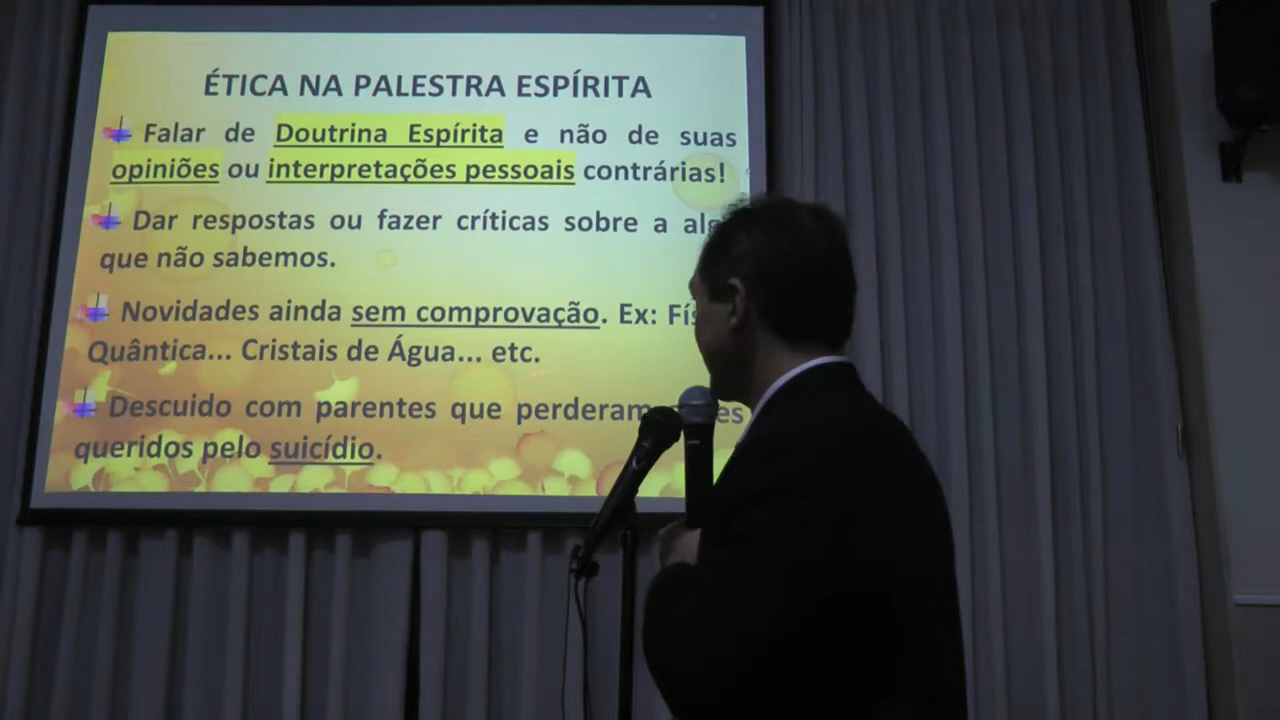 ÉTICA NA PALESTRA ESPÍRITA
Falar de Doutrina Espírita e não de suas
opiniões ou interpretações pessoais contrárias!
Dar respostas ou fazer críticas sobre a
que não sabemos.
Novidades ainda sem comprovação. Ex:
Quântica... Cristais de Água... etc.
Descuido com parentes que perderam
queridos pelo suicídio.